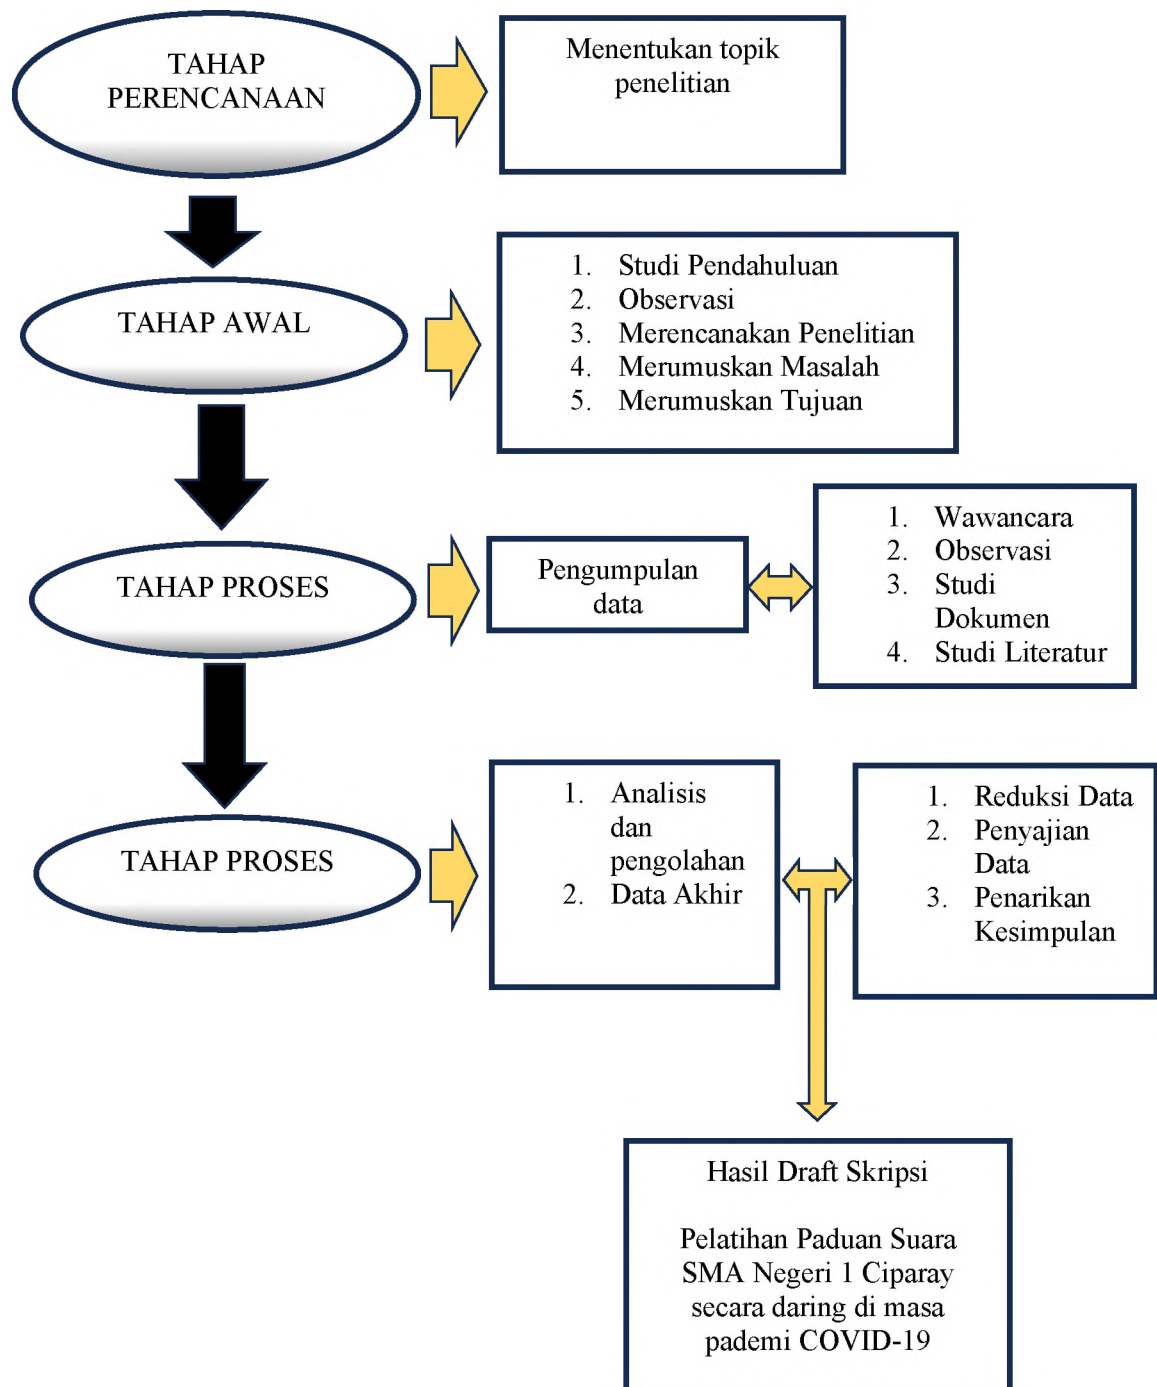 TAHAP
PERENCANAAN
Menentukan topik
penelitian
TAHAP AWAL
1. Studi Pendahuluan
2. Observasi
3. Merencanakan Penelitian
4. Merumuskan Masalah
5. Merumuskan Tujuan
TAHAP PROSES
Pengumpulan
data
1. Wawancara
2. Observasi
3. Studi
Dokumen
4. Studi Literatur
TAHAP PROSES
1. Analisis
dan
pengolahan
2. Data Akhir
1. Reduksi Data
2. Penyajian
Data
3. Penarikan
Kesimpulan
Hasil Draft Skripsi
Pelatihan Paduan Suara
SMA Negeri 1 Ciparay
secara daring di masa
pademi COVID-19